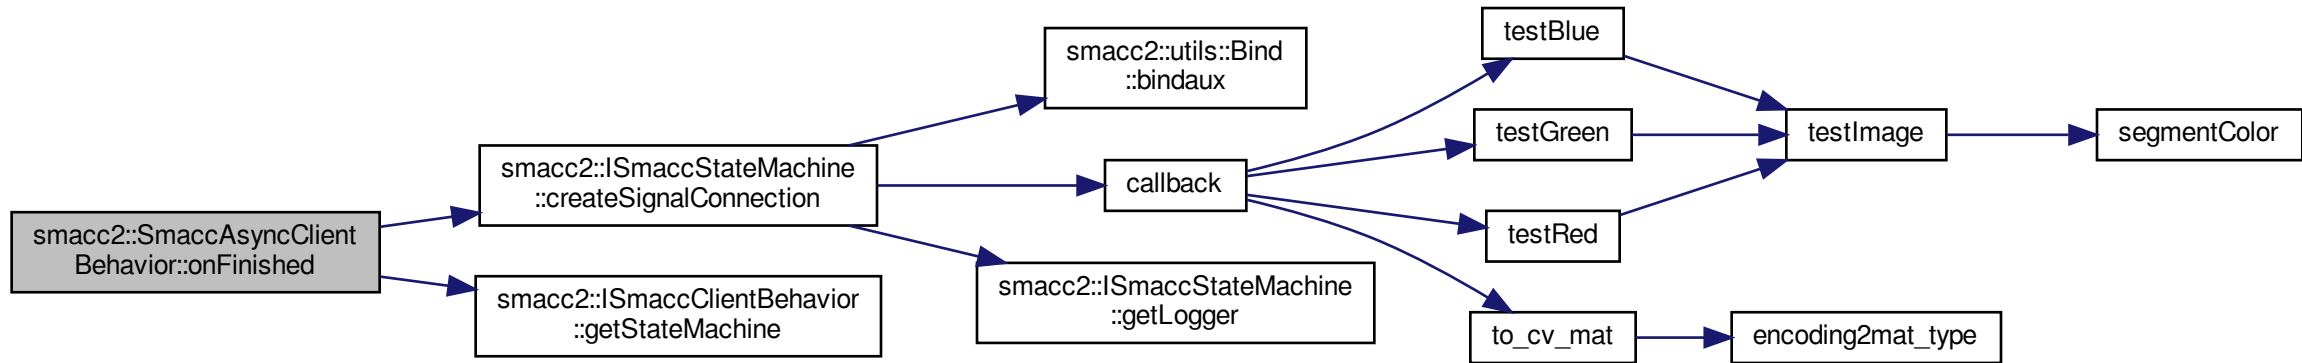 smacc2::SmaccAsyncClient
Behavior::onFinished
smacc2::ISmaccStateMachine
::createSignalConnection
smacc2::ISmaccClientBehavior
::getStateMachine
smacc2::utils::Bind
::bindaux
callback
smacc2::ISmaccStateMachine
::getLogger
testBlue
testGreen
testRed
to_cv_mat
testImage
encoding2mat_type
segmentColor